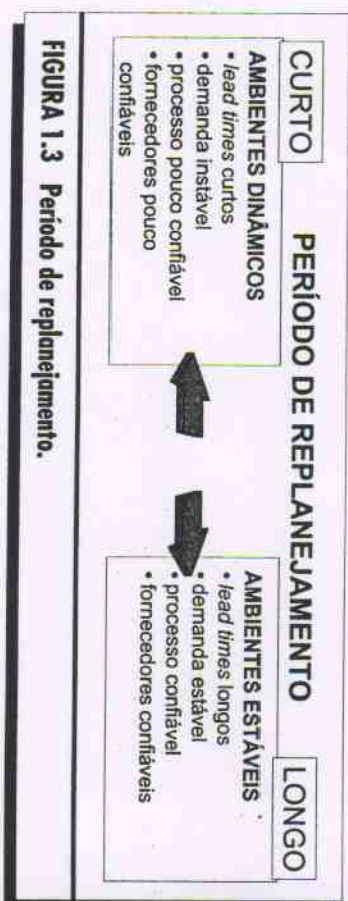 PERÍODO DE REPLANEJAMENTO
CURTO
LONGO
AMBIENTES DINÂMICOS
• lead times curtos
• demanda instável
• processo pouco confiável
• fornecedores pouco
confiáveis
AMBIENTES ESTÁVEIS
• lead times longos
• demanda estável
• processo confiável
• fornecedores confiáveis
FIGURA 1.3 Período de replanejamento.